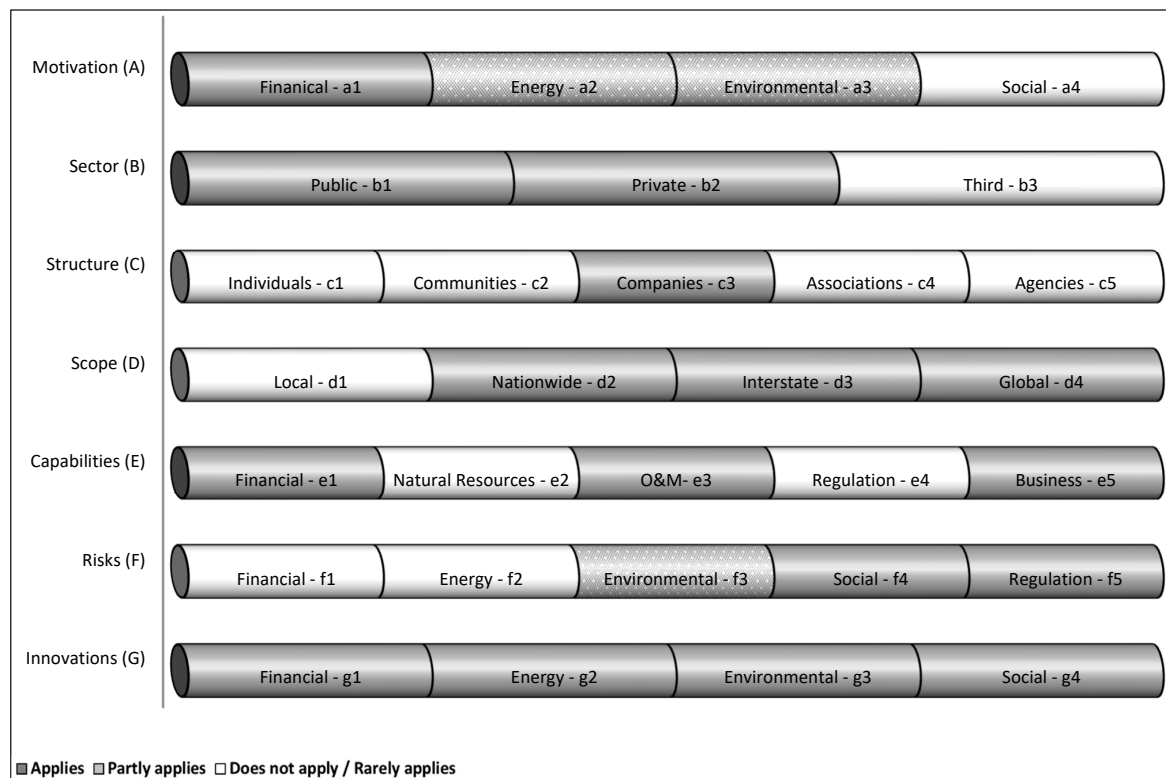 Motivation (A)
Finanical - a1 Energy - a2 Environmental - a3 Social - a4
Sector (B)
Public - b1 Private - b2 Third - b3
Structure (C)
Individuals - c1 Communities - c2 Companies - c3 Associations - c4 Agencies - c5
Scope (D)
Local - d1 Nationwide - d2 Interstate - d3 Global - d4
Capabilities (E)
Financial - e1 Natural Resources - e2 O&M- e3 Regulation - e4 Business - e5
Risks (F)
Financial - f1 Energy - f2 Environmental - f3 Social - f4 Regulation - f5
Innovations (G)
Financial - g1 Energy - g2 Environmental - g3 Social - g4
Applies Partly applies Does not apply / Rarely applies